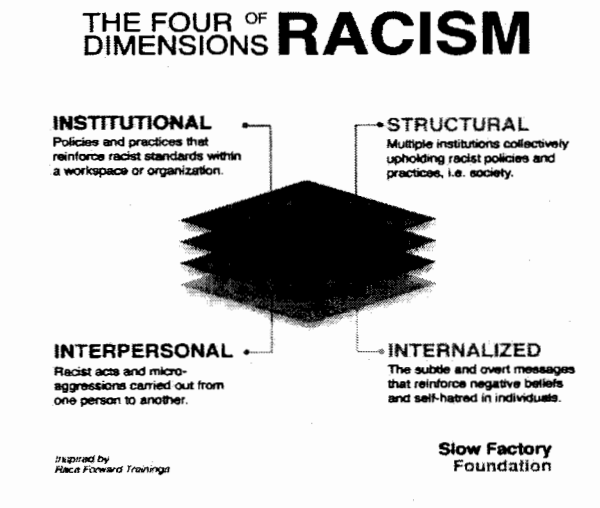 THE FOUR OF
DIMENSIONS RACISM
INSTITUTIONAL
Policies and practices that
reinforce racist standards within
a workspace or organization.
STRUCTURAL
Multiple institutions collectively
upholding racist policies and
practices, i.e. society.
INTERPERSONAL
Racist acts and micro-
aggressions carried out from
one person to another.
INTERNALIZED
The subtle and overt messages
that reinforce negative beliefs
and self-hatred in individuals.
Inspired by
Race Forward Trainings
Slow Factory
Foundation